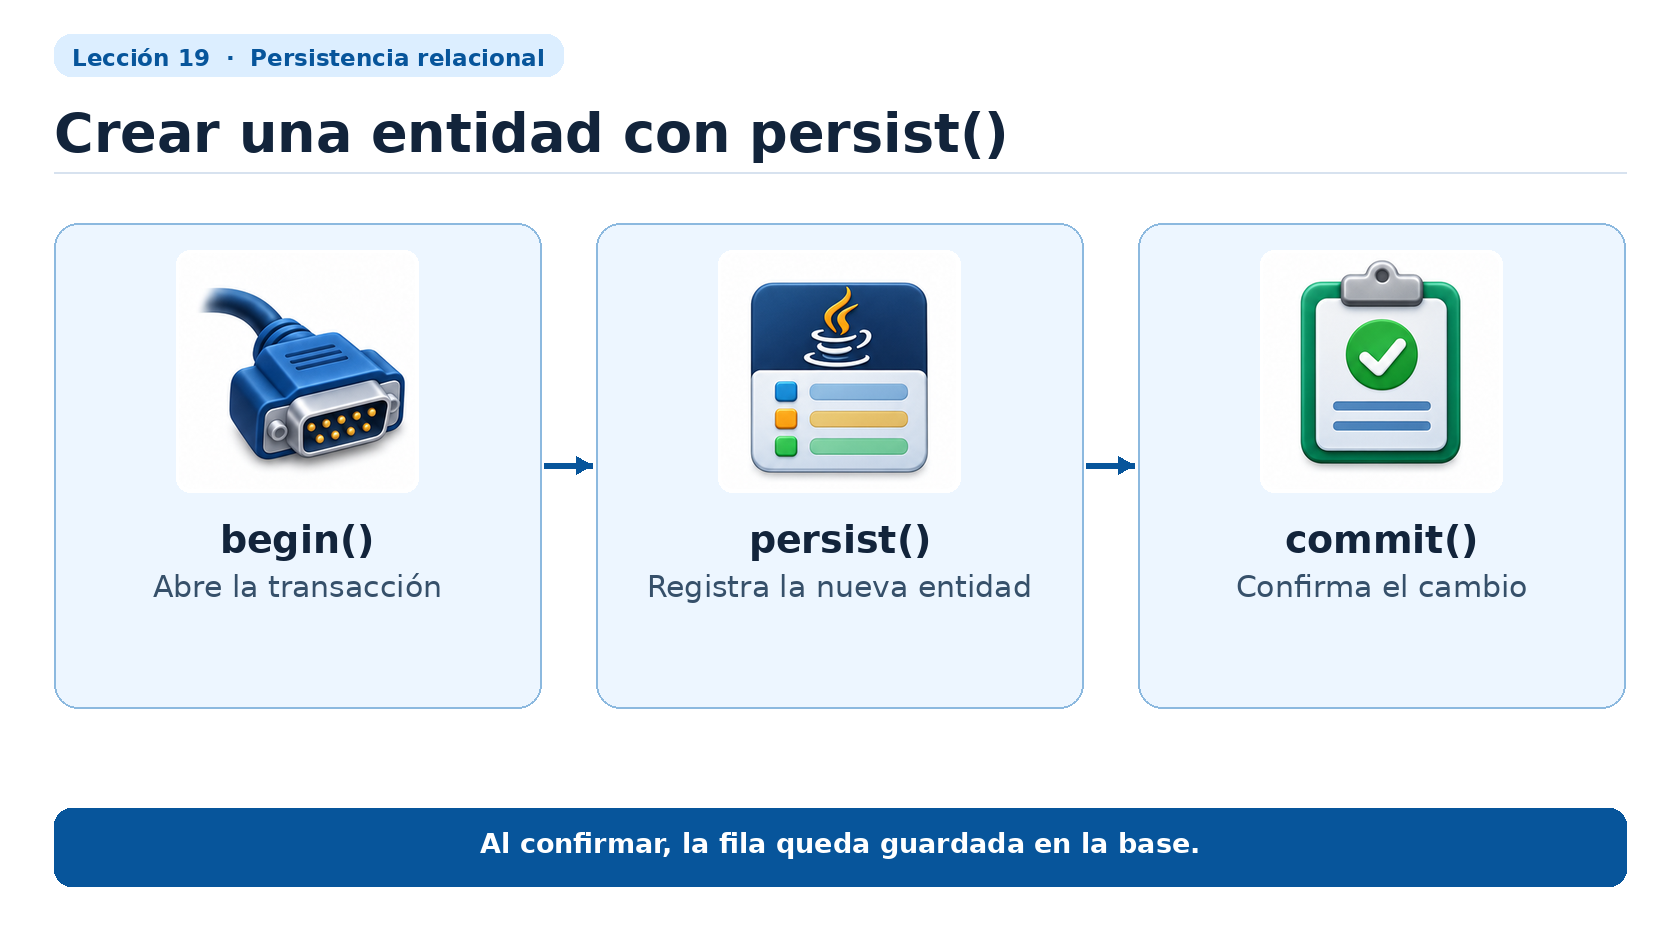 Lección 19 · Persistencia relacional
Crear una entidad con persist()
begin()
Abre la transacción
persist()
Registra la nueva entidad
commit()
Confirma el cambio
Al confirmar, la fila queda guardada en la base.